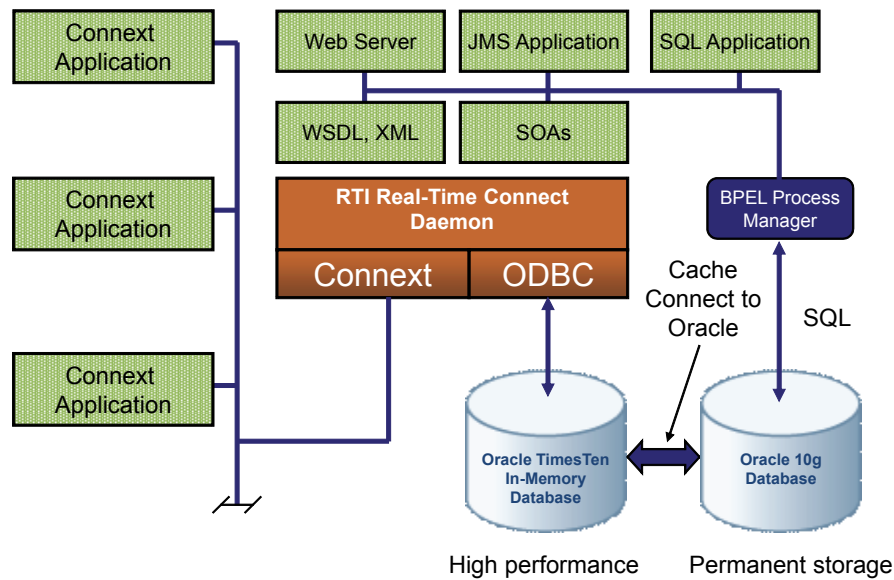 Connext
Application
Web Server
JMS Application
SQL Application
WSDL, XML
SOAs
Connext
Application
RTI Real-Time Connect
Daemon
BPEL Process
Manager
Connext
ODBC
Cache
Connect to
Oracle
SQL
Connext
Application
Oracle TimesTen
In-Memory
Database
Oracle 10g
Database
High performance
Permanent storage